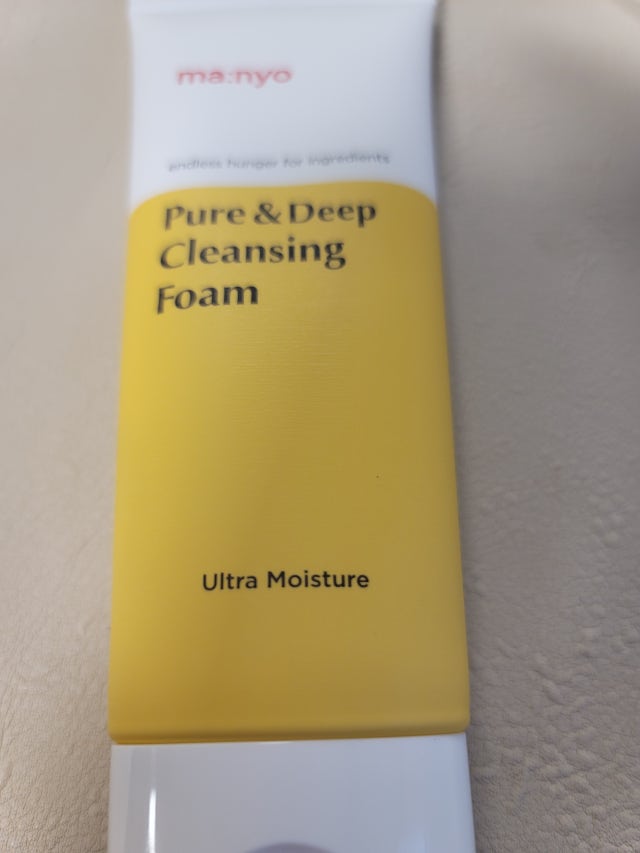 ma:nyo
endless hunger for ingredients
Pure & Deep
Cleansing
Foam
Ultra Moisture